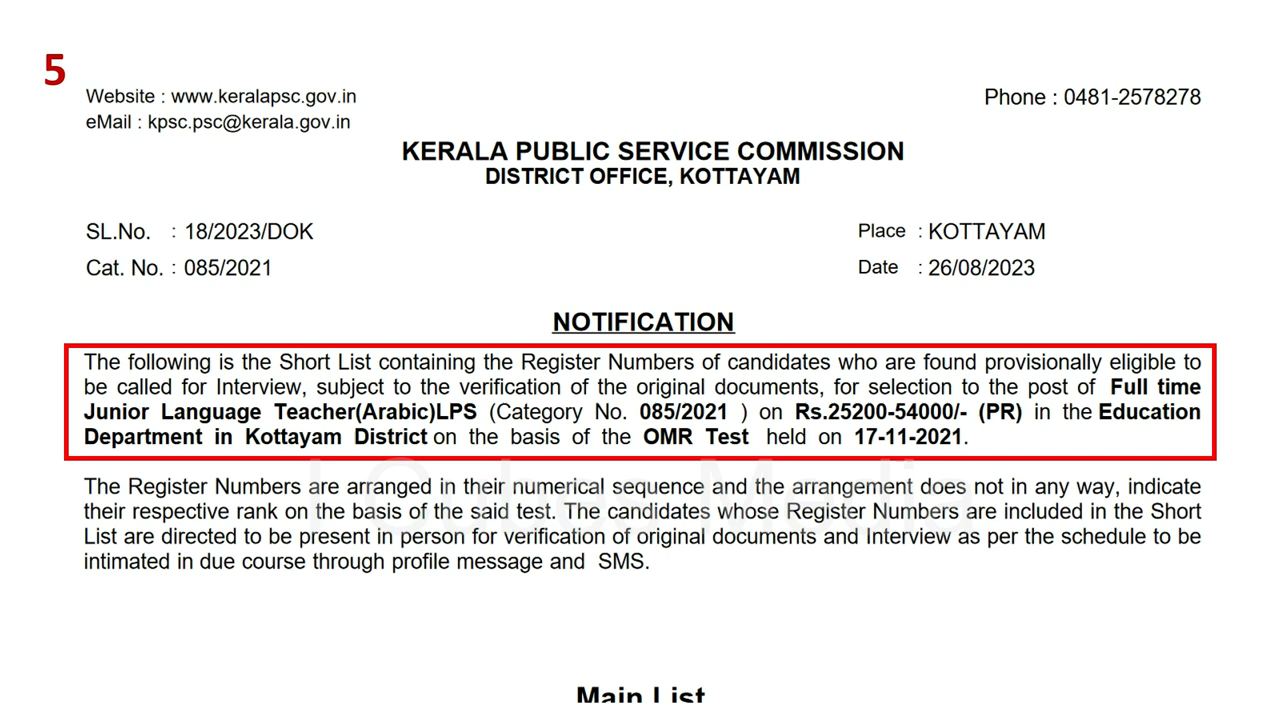 5
Website : www.keralapsc.gov.in
Phone : 0481-2578278
eMail : kpsc.psc@kerala.gov.in
KERALA PUBLIC SERVICE COMMISSION
DISTRICT OFFICE, KOTTAYAM
SL.No. : 18/2023/DOK
Place : KOTTAYAM
Cat. No. : 085/2021
Date : 26/08/2023
NOTIFICATION
The following is the Short List containing the Register Numbers of candidates who are found provisionally eligible to
be called for Interview, subject to the verification of the original documents, for selection to the post of Full time
Junior Language Teacher(Arabic)LPS (Category No. 085/2021 ) on Rs.25200-54000/- (PR) in the Education
Department in Kottayam District on the basis of the OMR Test held on 17-11-2021.
I Cubes Media
The Register Numbers are arranged in their numerical sequence and the arrangement does not in any way, indicate
their respective rank on the basis of the said test. The candidates whose Register Numbers are included in the Short
List are directed to be present in person for verification of original documents and Interview as per the schedule to be
intimated in due course through profile message and SMS.
Main List